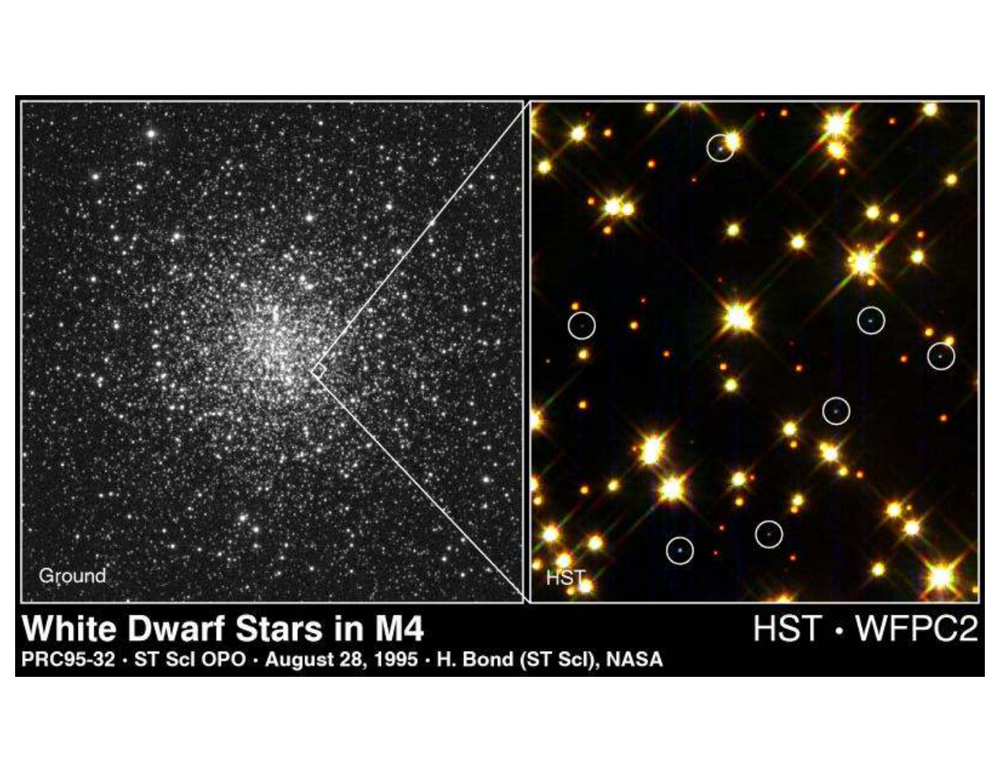 Ground
HST
White Dwarf Stars in M4
HST · WFPC2
PRC95-32 · ST ScI OPO · August 28, 1995 · H. Bond (ST ScI), NASA